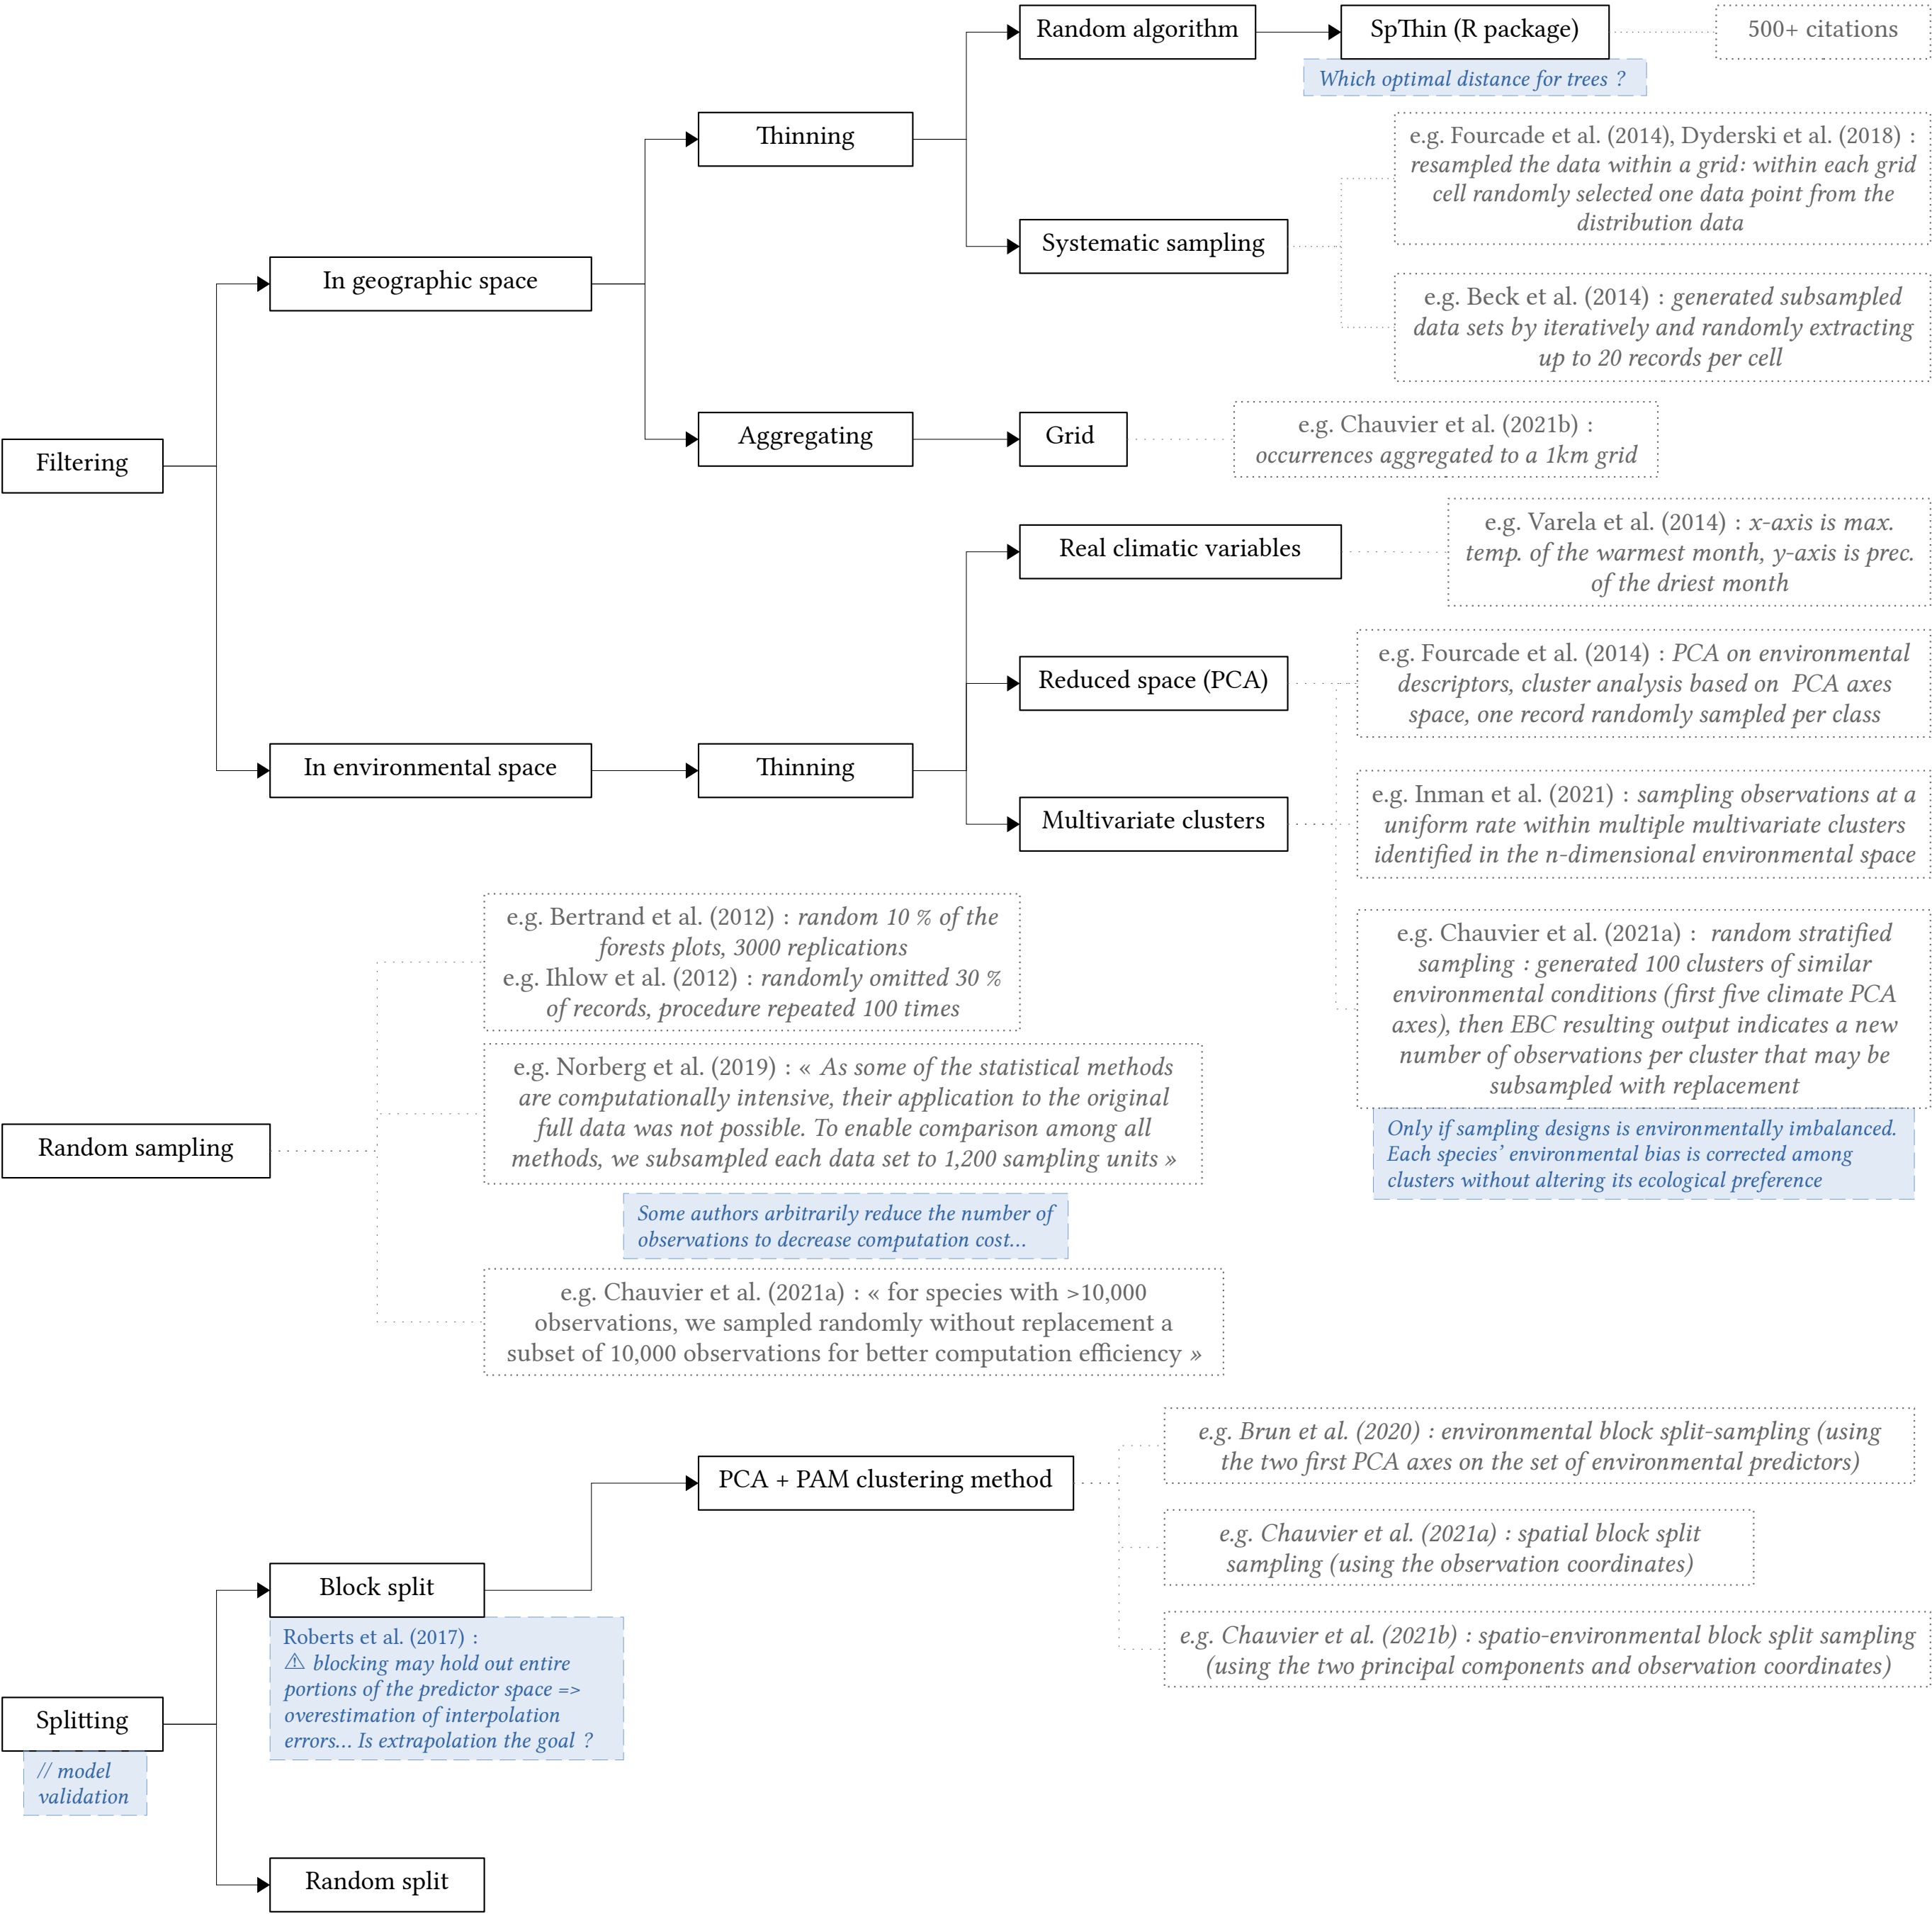 Random algorithm
SpThin (R package)
500+ citations
Which optimal distance for trees ?
Thinning
e.g. Fourcade et al. (2014), Dyderski et al. (2018) :
resampled the data within a grid: within each grid
cell randomly selected one data point from the
distribution data
Systematic sampling
In geographic space
e.g. Beck et al. (2014) : generated subsampled
data sets by iteratively and randomly extracting
up to 20 records per cell
Aggregating
Grid
e.g. Chauvier et al. (2021b) :
occurrences aggregated to a 1km grid
Filtering
Real climatic variables
e.g. Varela et al. (2014) : x-axis is max.
temp. of the warmest month, y-axis is prec.
of the driest month
Reduced space (PCA)
e.g. Fourcade et al. (2014) : PCA on environmental
descriptors, cluster analysis based on  PCA axes
space, one record randomly sampled per class
In environmental space
Thinning
Multivariate clusters
e.g. Inman et al. (2021) : sampling observations at a
uniform rate within multiple multivariate clusters
identified in the n-dimensional environmental space
e.g. Chauvier et al. (2021a) :  random stratified
sampling : generated 100 clusters of similar
environmental conditions (first five climate PCA
axes), then EBC resulting output indicates a new
number of observations per cluster that may be
subsampled with replacement
Only if sampling designs is environmentally imbalanced.
Each species’ environmental bias is corrected among
clusters without altering its ecological preference
Random sampling
e.g. Bertrand et al. (2012) : random 10 % of the
forests plots, 3000 replications
e.g. Ihlow et al. (2012) : randomly omitted 30 %
of records, procedure repeated 100 times
e.g. Norberg et al. (2019) : « As some of the statistical methods
are computationally intensive, their application to the original
full data was not possible. To enable comparison among all
methods, we subsampled each data set to 1,200 sampling units »
Some authors arbitrarily reduce the number of
observations to decrease computation cost…
e.g. Chauvier et al. (2021a) : « for species with >10,000
observations, we sampled randomly without replacement a
subset of 10,000 observations for better computation efficiency »
Splitting
// model
validation
Block split
Roberts et al. (2017) :
⚠ blocking may hold out entire
portions of the predictor space =>
overestimation of interpolation
errors… Is extrapolation the goal ?
PCA + PAM clustering method
e.g. Brun et al. (2020) : environmental block split-sampling (using
the two first PCA axes on the set of environmental predictors)
e.g. Chauvier et al. (2021a) : spatial block split
sampling (using the observation coordinates)
e.g. Chauvier et al. (2021b) : spatio-environmental block split sampling
(using the two principal components and observation coordinates)
Random split